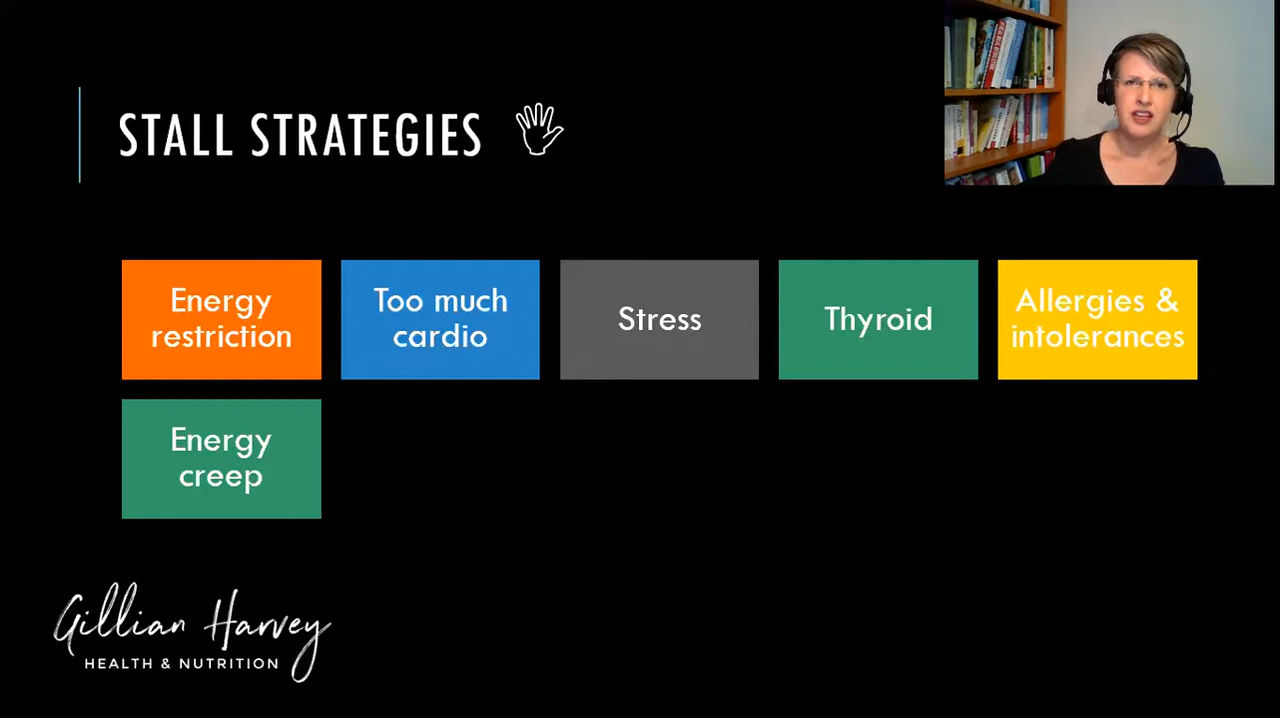 STALL STRATEGIES
Energy
restriction
Too much
cardio
Stress
Thyroid
Allergies &
intolerances
Energy
creep
Gillian Harvey
HEALTH & NUTRITION